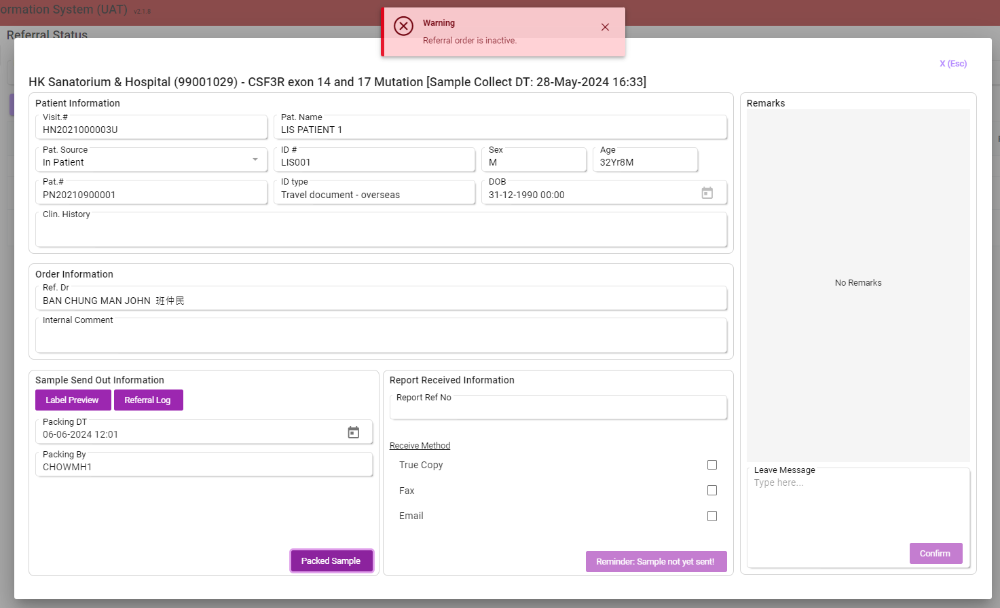 ormation System (UAT) v2.1.8
Referral Status
Warning
Referral order is inactive.
X (Esc)
HK Sanatorium & Hospital (99001029) - CSF3R exon 14 and 17 Mutation [Sample Collect DT: 28-May-2024 16:33]
Patient Information
Visit.#
HN2021000003U
Pat. Name
LIS PATIENT 1
Pat. Source
In Patient
ID #
LIS001
Sex
M
Age
32Yr8M
Pat.#
PN20210900001
ID type
Travel document - overseas
DOB
31-12-1990 00:00
Clin. History
Order Information
Ref. Dr
BAN CHUNG MAN JOHN 班仲民
Internal Comment
Sample Send Out Information
Label Preview
Referral Log
Packing DT
06-06-2024 12:01
Packing By
CHOWMH1
Packed Sample
Report Received Information
Report Ref No
Receive Method
True Copy
Fax
Email
Reminder: Sample not yet sent!
Remarks
No Remarks
Leave Message
Type here...
Confirm